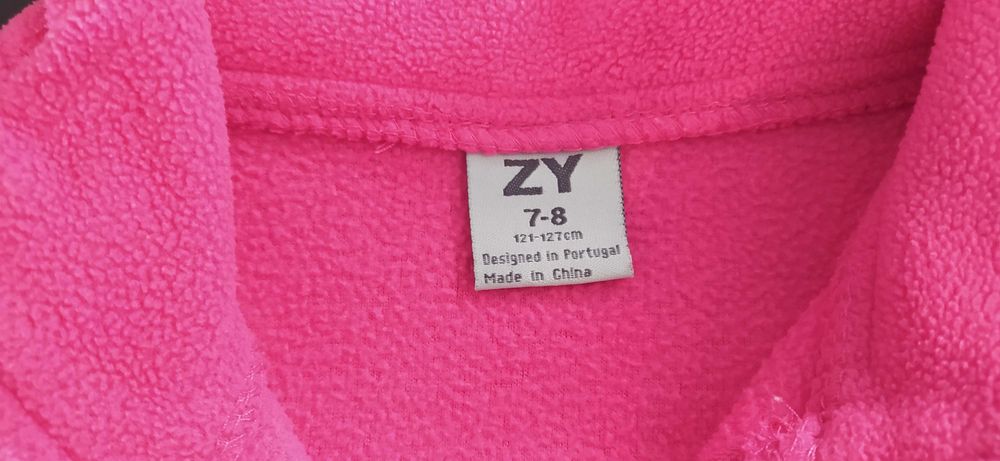 ZY
7-8
121-127cm
Designed in Portugal
Made in China